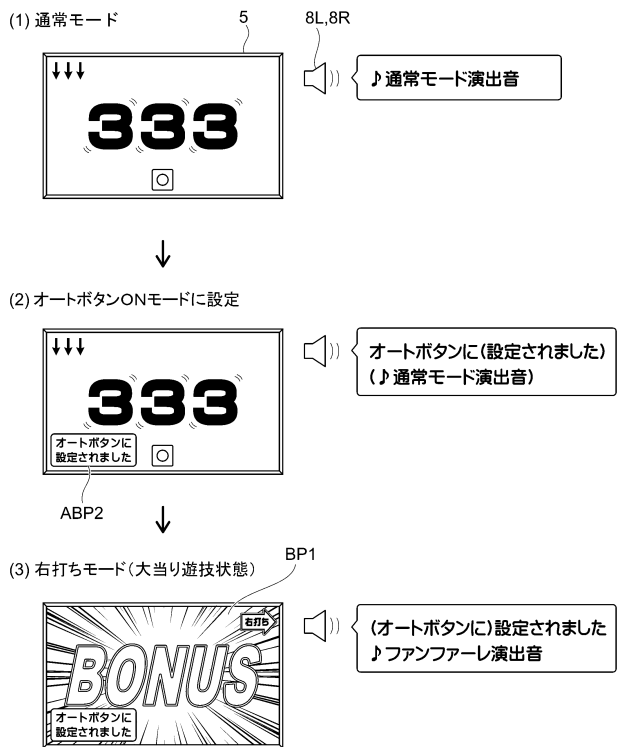 (1) 通常モード
5
8L,8R
↓↓↓
333
♪通常モード演出音
(2) オートボタンONモードに設定
↓↓↓
333
オートボタンに
設定されました
オートボタンに(設定されました)
(♪通常モード演出音)
ABP2
(3) 右打ちモード(大当り遊技状態)
BP1
右打ち
BONUS
オートボタンに
設定されました
(オートボタンに)設定されました
♪ファンファーレ演出音